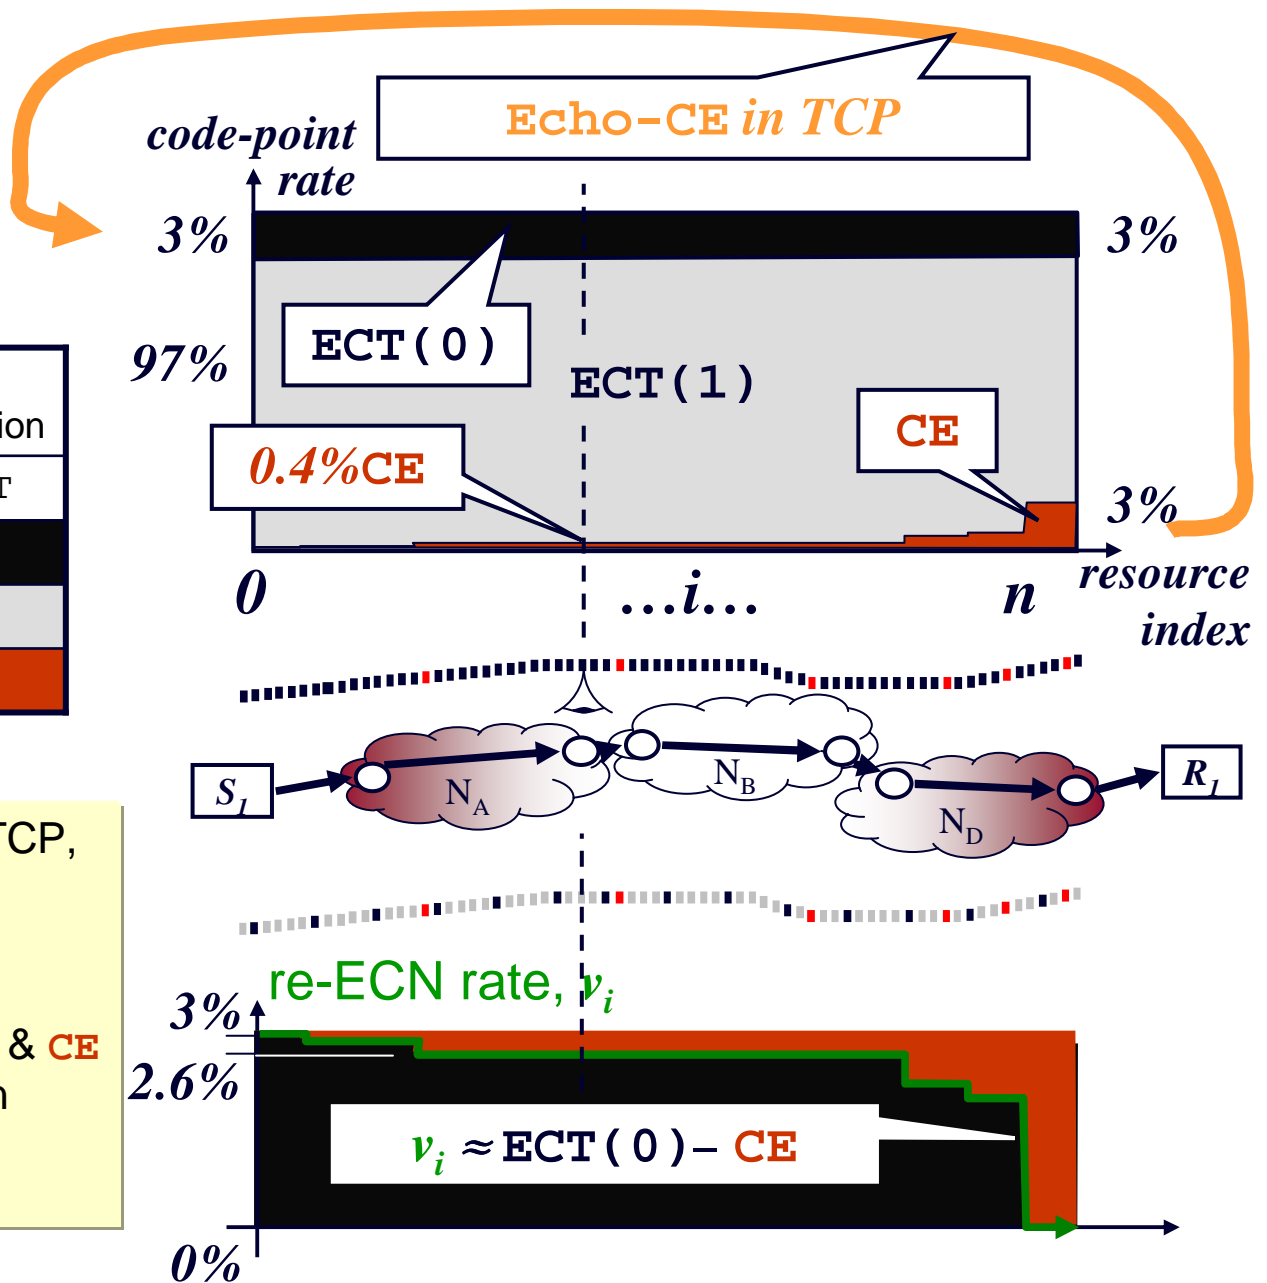 Echo-CE in TCP
code-point
rate
3%
3%
ECT(0)
97%
ECT(1)
CE
ion
0.4%CE
T
3%
0
...i...
n
resource
index
S1
NA
NB
ND
R1
TCP,
re-ECN rate, vi
3%
& CE
2.6%
n
vi ≈ ECT(0)– CE
0%